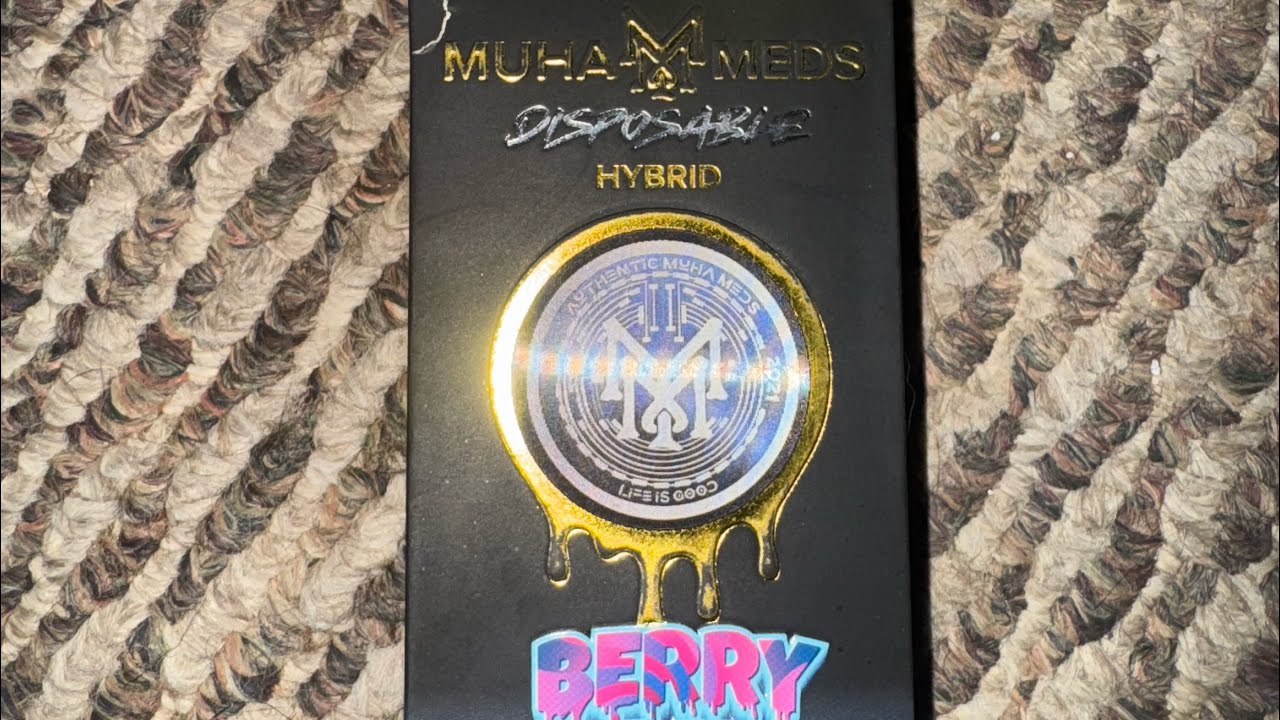 MUHA MEDS
DISPOSABLE
HYBRID
AUTHENTIC MUHA MEDS
2021
LIFE IS GOOD
BERRY